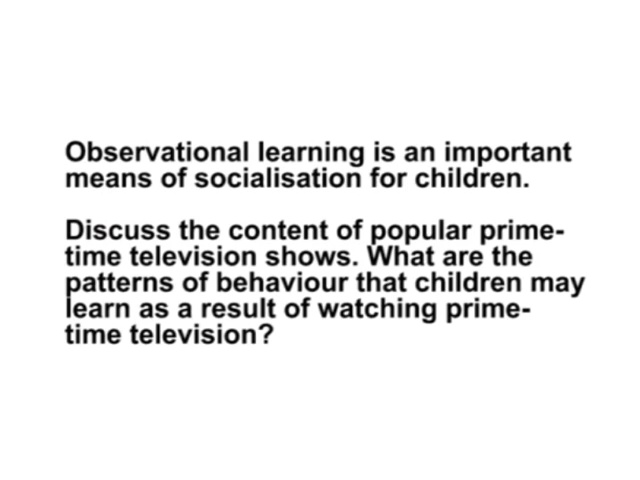 Observational learning is an important
means of socialisation for children.
Discuss the content of popular prime-
time television shows. What are the
patterns of behaviour that children may
learn as a result of watching prime-
time television?